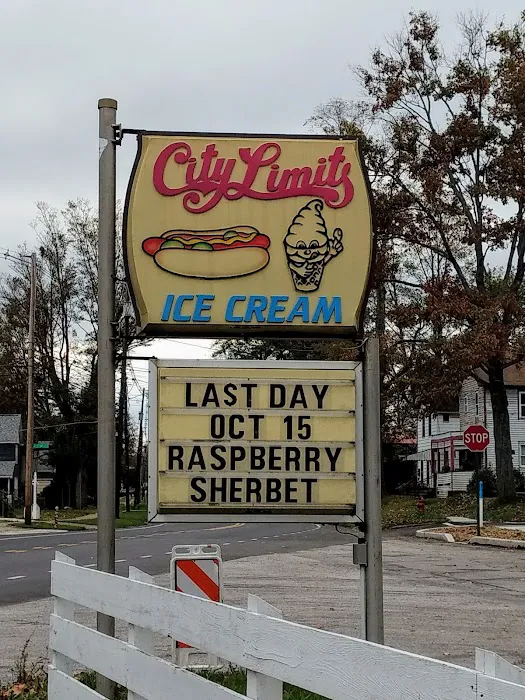 City Limits
ICE CREAM
LAST DAY
OCT 15
RASPBERRY
SHERBET
STOP